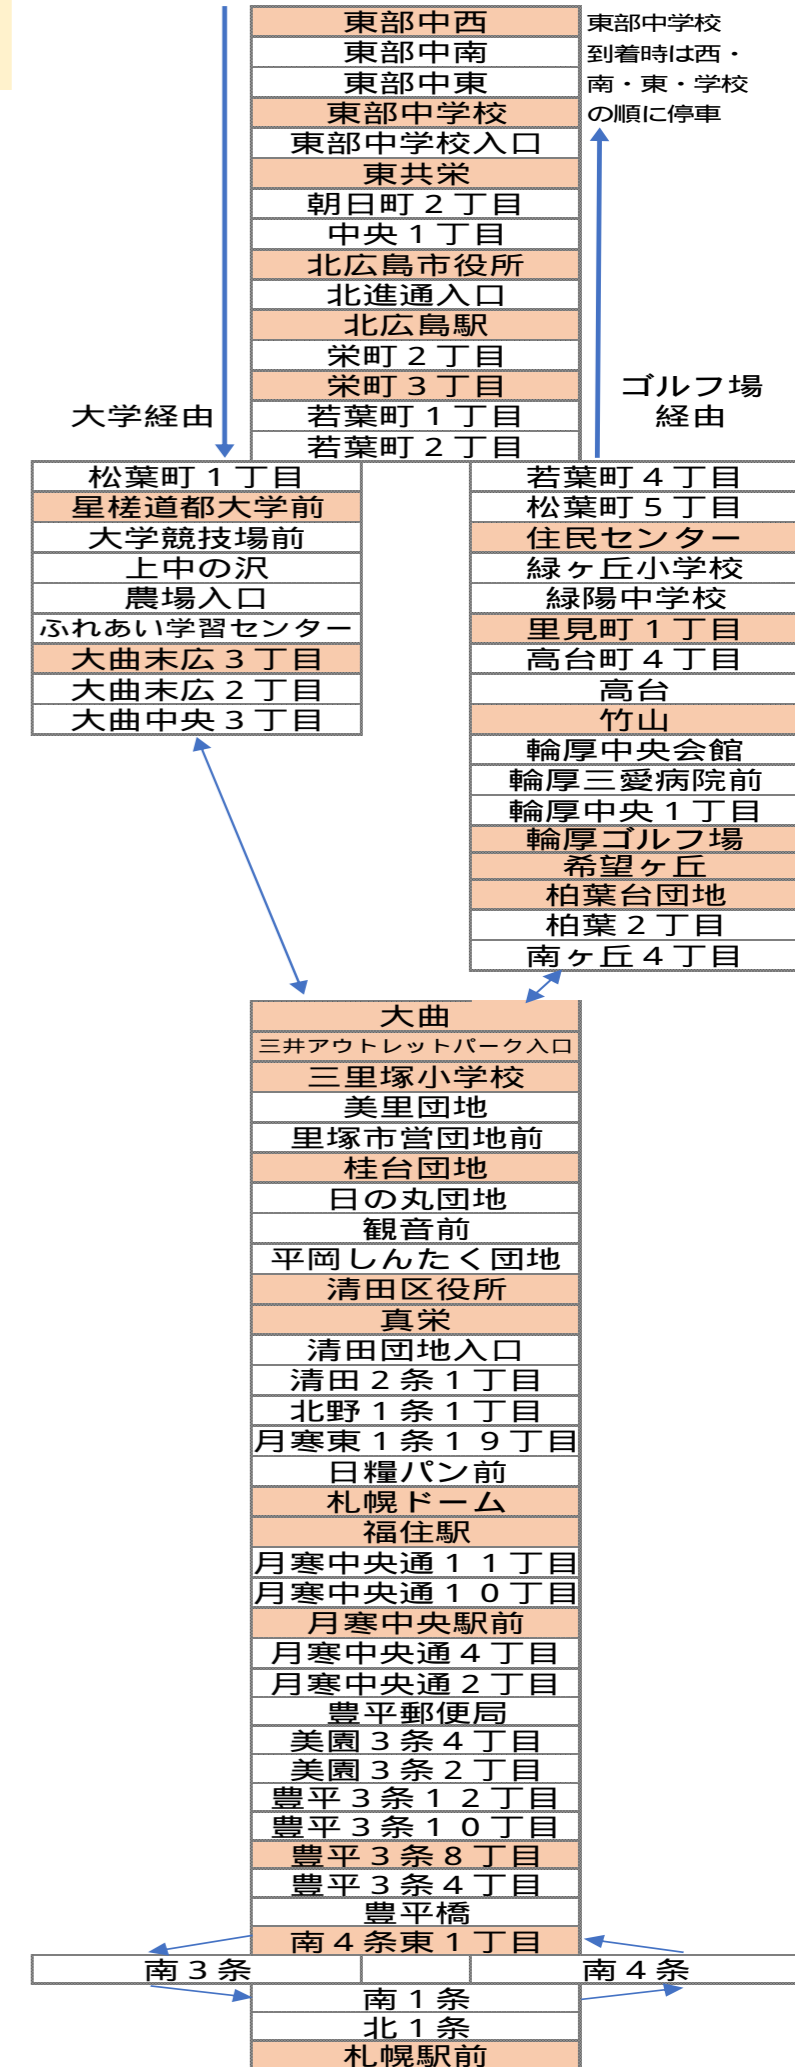 東部中西
東部中南
東部中東
東部中学校
東部中学校入口
東共栄
朝日町２丁目
中央１丁目
北広島市役所
北進通入口
北広島駅
栄町２丁目
栄町３丁目
若葉町１丁目
若葉町２丁目
東部中学校
到着時は西・
南・東・学校
の順に停車
大学経由
ゴルフ場
経由
松葉町１丁目
星槎道都大学前
大学競技場前
上中の沢
農場入口
ふれあい学習センター
大曲末広３丁目
大曲末広２丁目
大曲中央３丁目
若葉町４丁目
松葉町５丁目
住民センター
緑ヶ丘小学校
緑陽中学校
里見町１丁目
高台町４丁目
高台
竹山
輪厚中央会館
輪厚三愛病院前
輪厚中央１丁目
輪厚ゴルフ場
希望ヶ丘
柏葉台団地
柏葉２丁目
南ヶ丘４丁目
大曲
三井アウトレットパーク入口
三里塚小学校
美里団地
里塚市営団地前
桂台団地
日の丸団地
観音前
平岡しんたく団地
清田区役所
真栄
清田団地入口
清田２条１丁目
北野１条１丁目
月寒東１条１９丁目
日糧パン前
札幌ドーム
福住駅
月寒中央通１１丁目
月寒中央通１０丁目
月寒中央駅前
月寒中央通４丁目
月寒中央通２丁目
豊平郵便局
美園３条４丁目
美園３条２丁目
豊平３条１２丁目
豊平３条１０丁目
豊平３条８丁目
豊平３条４丁目
豊平橋
南４条東１丁目
南３条
南４条
南１条
北１条
札幌駅前